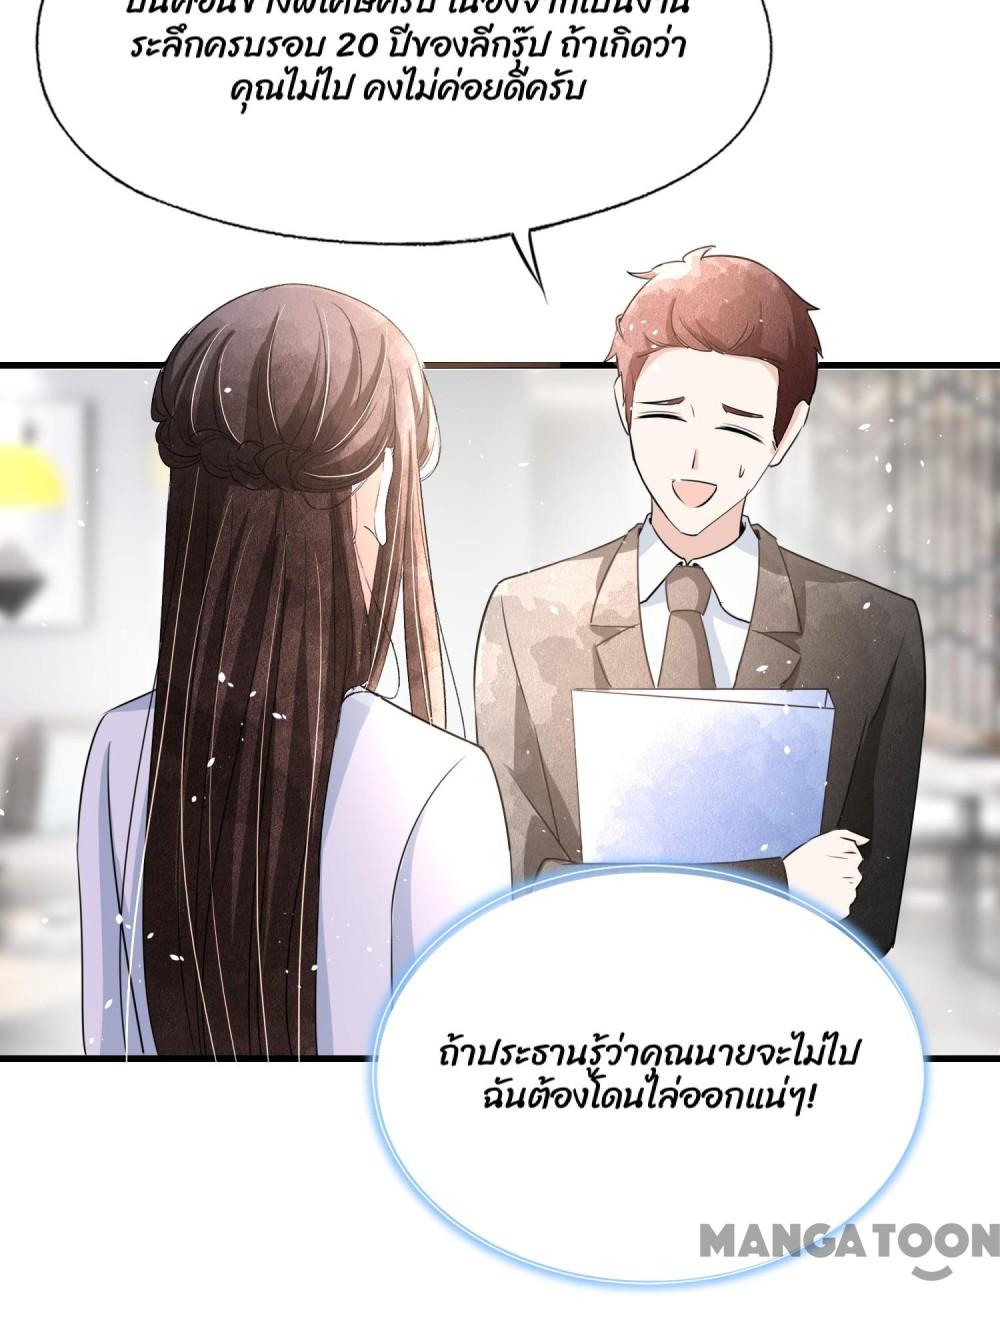 ระลึกครบรอบ 20 ปีของลีกรุ๊ป ถ้าเกิดว่า
คุณไม่ไป คงไม่ค่อยดีครับ
ถ้าประธานรู้ว่าคุณนายจะไม่ไป
ฉันต้องโดนไล่ออกแน่ๆ!
MANGATOON